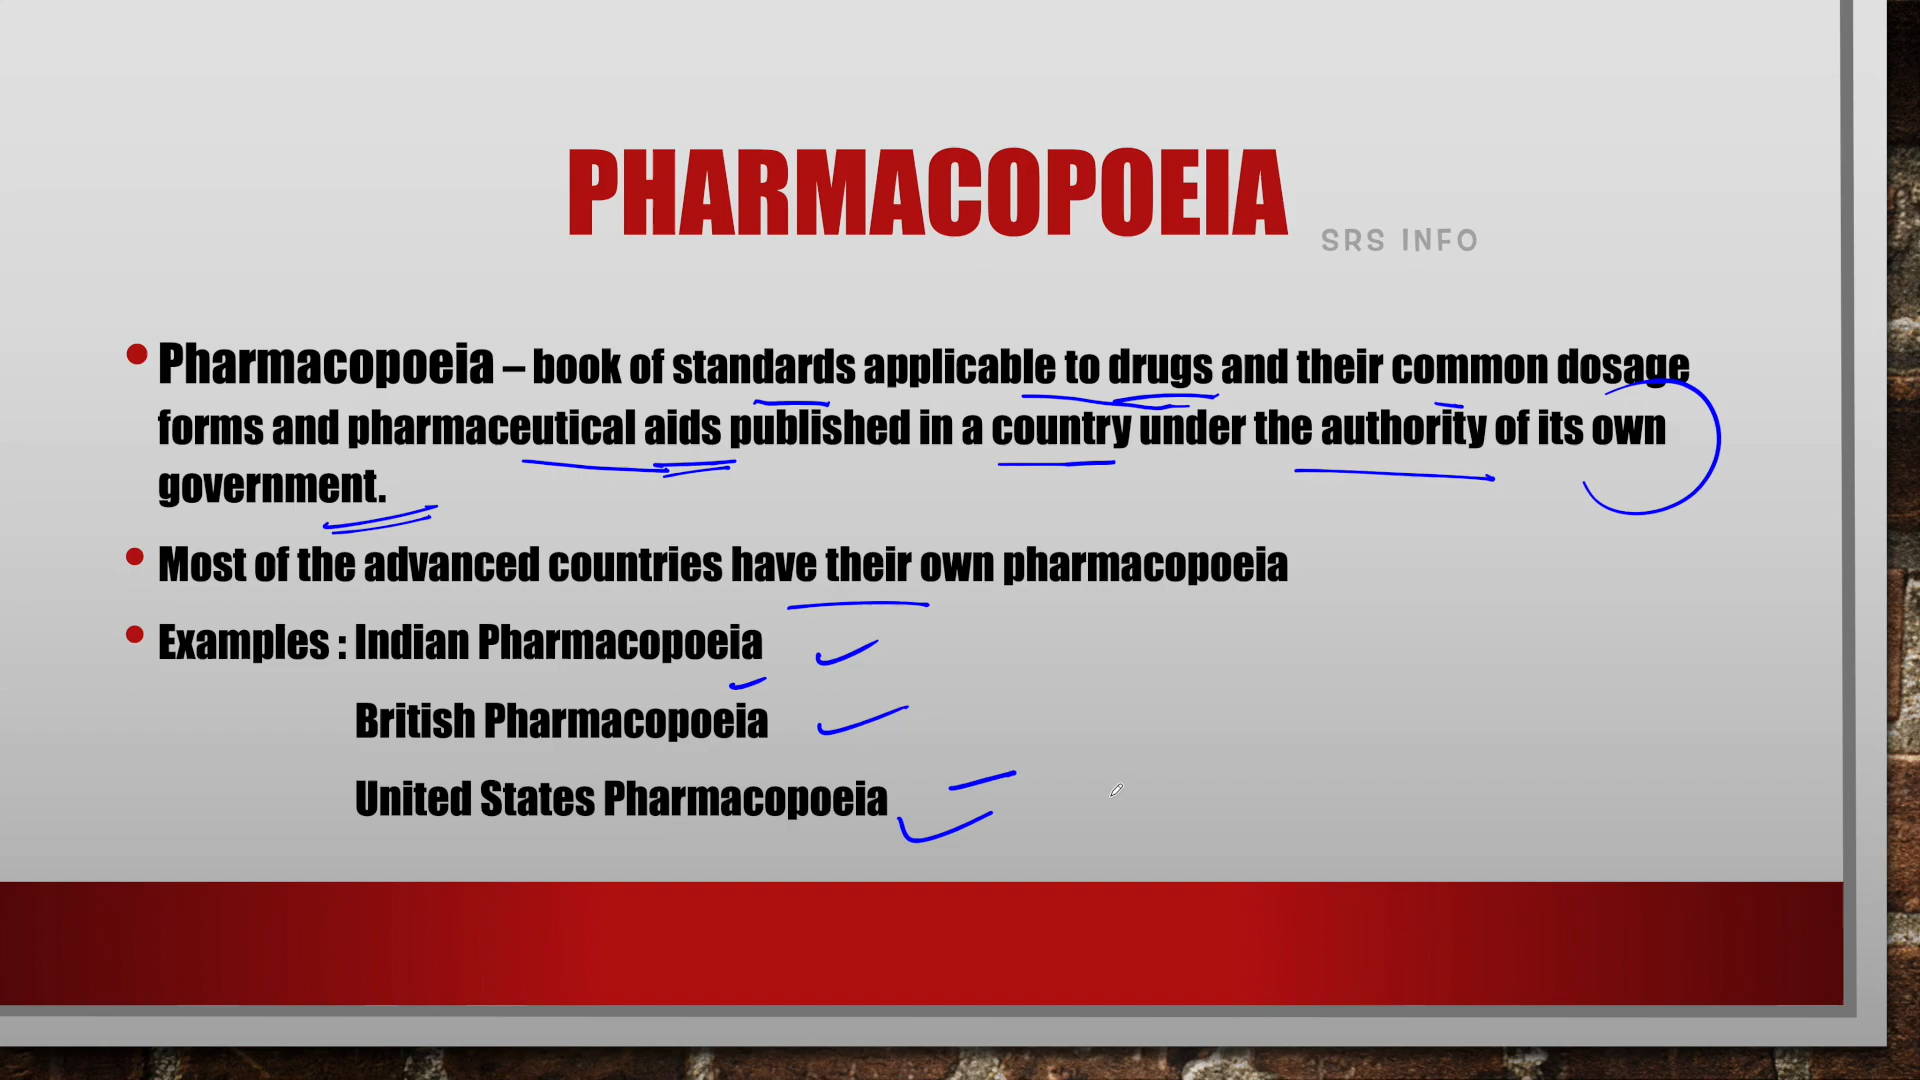 PHARMACOPOEIA
SRS INFO
• Pharmacopoeia – book of standards applicable to drugs and their common dosage
forms and pharmaceutical aids published in a country under the authority of its own
government.
• Most of the advanced countries have their own pharmacopoeia
• Examples : Indian Pharmacopoeia
British Pharmacopoeia
United States Pharmacopoeia